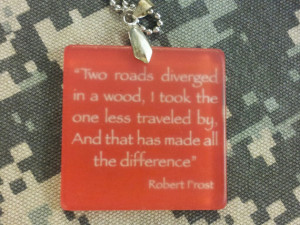 "Two roads diverged
in a wood, I took the
one less traveled by.
And that has made all
the difference"
Robert Frost